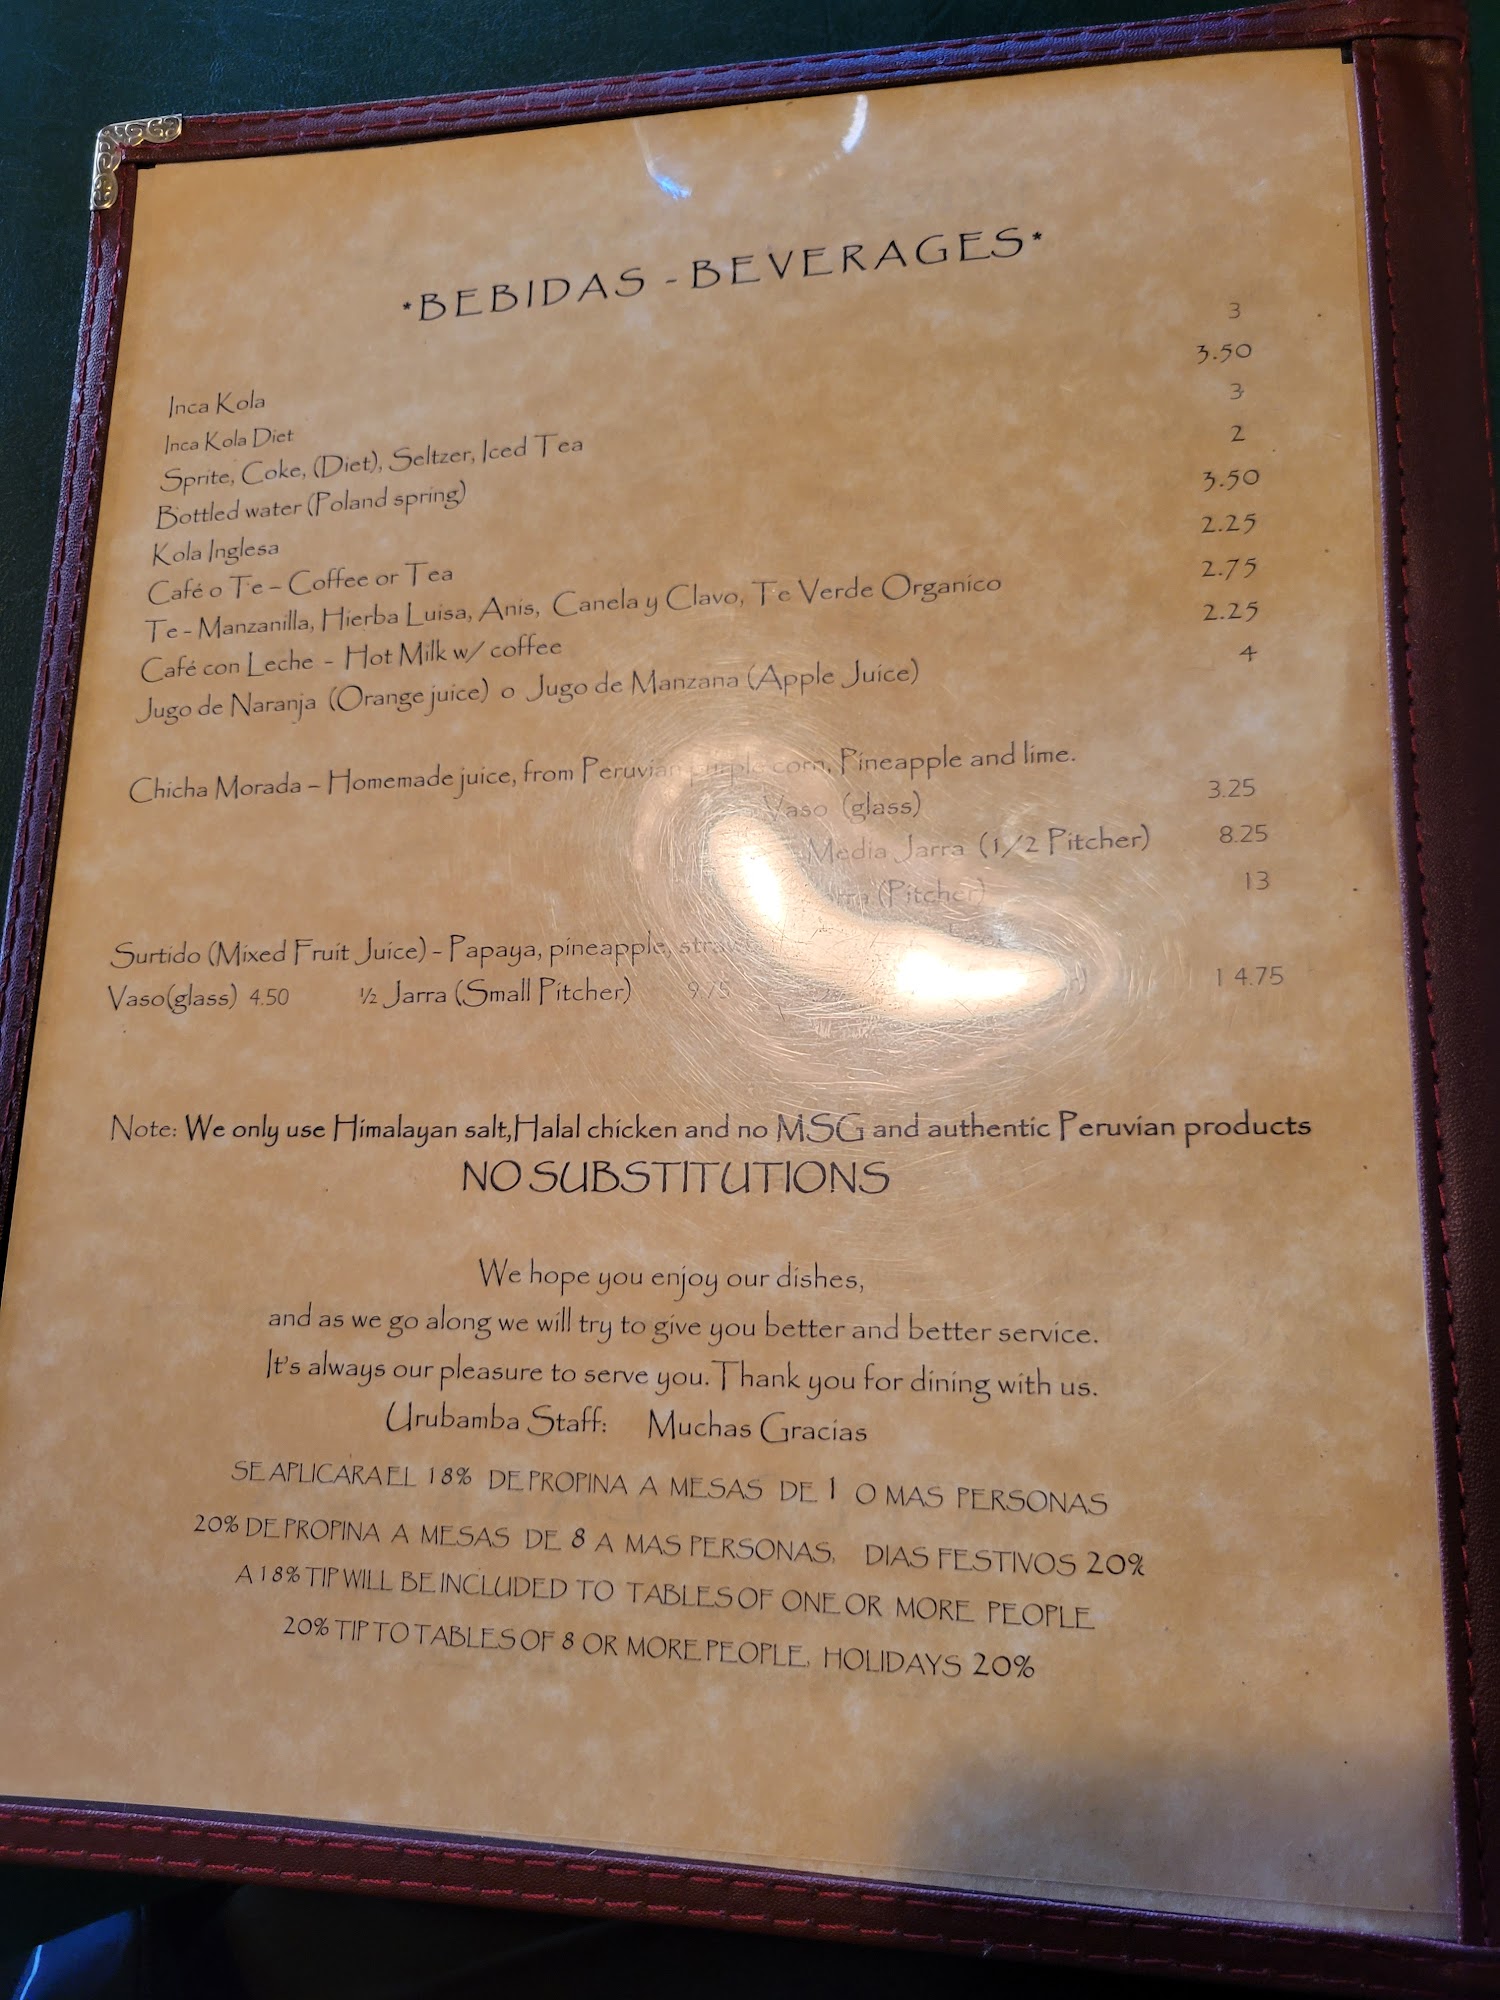 *BEBIDAS - BEVERAGES*
Inca Kola 3
Inca Kola Diet 3.50
Sprite, Coke, (Diet), Seltzer, Iced Tea 3
Bottled water (Poland spring) 2
Kola Inglesa 3.50
Café o Te – Coffee or Tea 2.25
Te - Manzanilla, Hierba Luisa, Anis, Canela y Clavo, Te Verde Organico 2.75
Café con Leche - Hot Milk w/ coffee 2.25
Jugo de Naranja (Orange juice) o Jugo de Manzana (Apple Juice) 4
Chicha Morada – Homemade juice, from Peruvian purple corn, Pineapple and lime.
Vaso (glass) 3.25
Media Jarra (1/2 Pitcher) 8.25
(Pitcher) 13
Surtido (Mixed Fruit Juice) - Papaya, pineapple,
Vaso(glass) 4.50 ½ Jarra (Small Pitcher) 9.75 14.75
Note: We only use Himalayan salt,Halal chicken and no MSG and authentic Peruvian products
NO SUBSTITUTIONS
We hope you enjoy our dishes,
and as we go along we will try to give you better and better service.
It's always our pleasure to serve you. Thank you for dining with us.
Urubamba Staff: Muchas Gracias
SE APLICARA EL 18% DE PROPINA A MESAS DE 1 O MAS PERSONAS
20% DE PROPINA A MESAS DE 8 A MAS PERSONAS, DIAS FESTIVOS 20%
A 18% TIP WILL BE INCLUDED TO TABLES OF ONE OR MORE PEOPLE
20% TIP TO TABLES OF 8 OR MORE PEOPLE, HOLIDAYS 20%